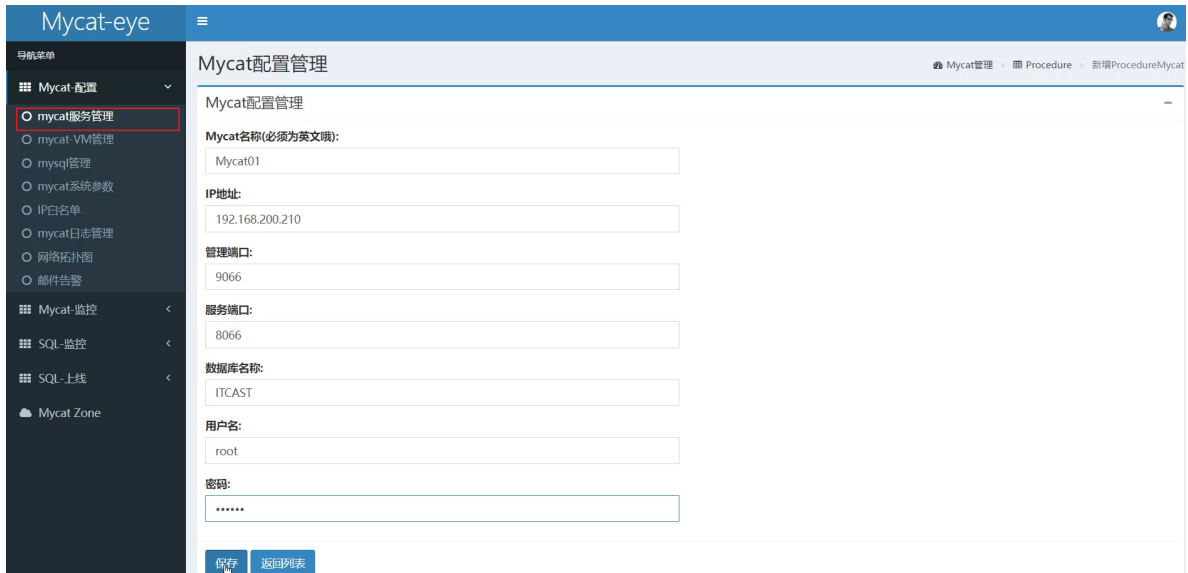 Mycat-eye
导航菜单
Mycat-配置
mycat服务管理
mycat-VM管理
mysql管理
mycat系统参数
IP白名单
mycat日志管理
网络拓扑图
邮件告警
Mycat-监控
SQL-监控
SQL-上线
Mycat Zone
Mycat配置管理
Mycat管理 > Procedure > 新增ProcedureMycat
Mycat配置管理
Mycat名称(必须为英文哦):
Mycat01
IP地址:
192.168.200.210
管理端口:
9066
服务端口:
8066
数据库名称:
ITCAST
用户名:
root
密码:
••••••
保存 返回列表